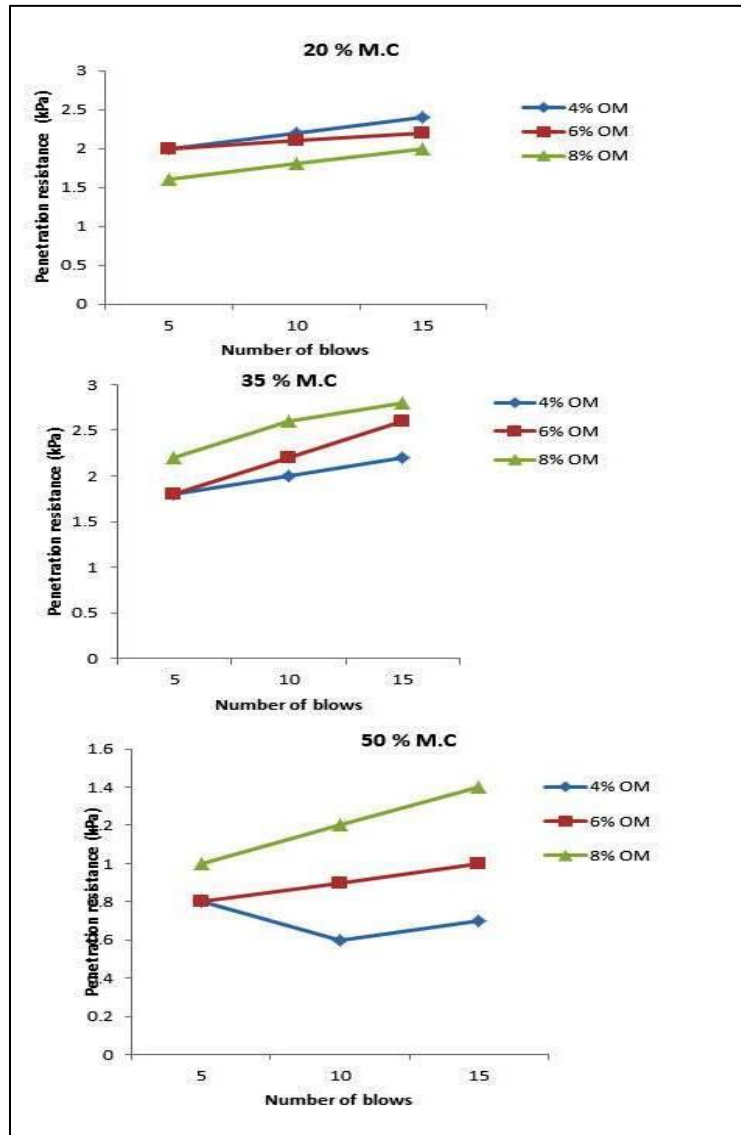 20 % M.C
3
2.5
2
1.5
1
0.5
0
Penetration resistance (kPa)
5 10 15
Number of blows
4% OM
6% OM
8% OM
35 % M.C
3
2.5
2
1.5
1
0.5
0
Penetration resistance (kPa)
5 10 15
Number of blows
4% OM
6% OM
8% OM
50 % M.C
1.6
1.4
1.2
1
0.8
0.6
0.4
0.2
0
Penetration resistance (kPa)
5 10 15
Number of blows
4% OM
6% OM
8% OM